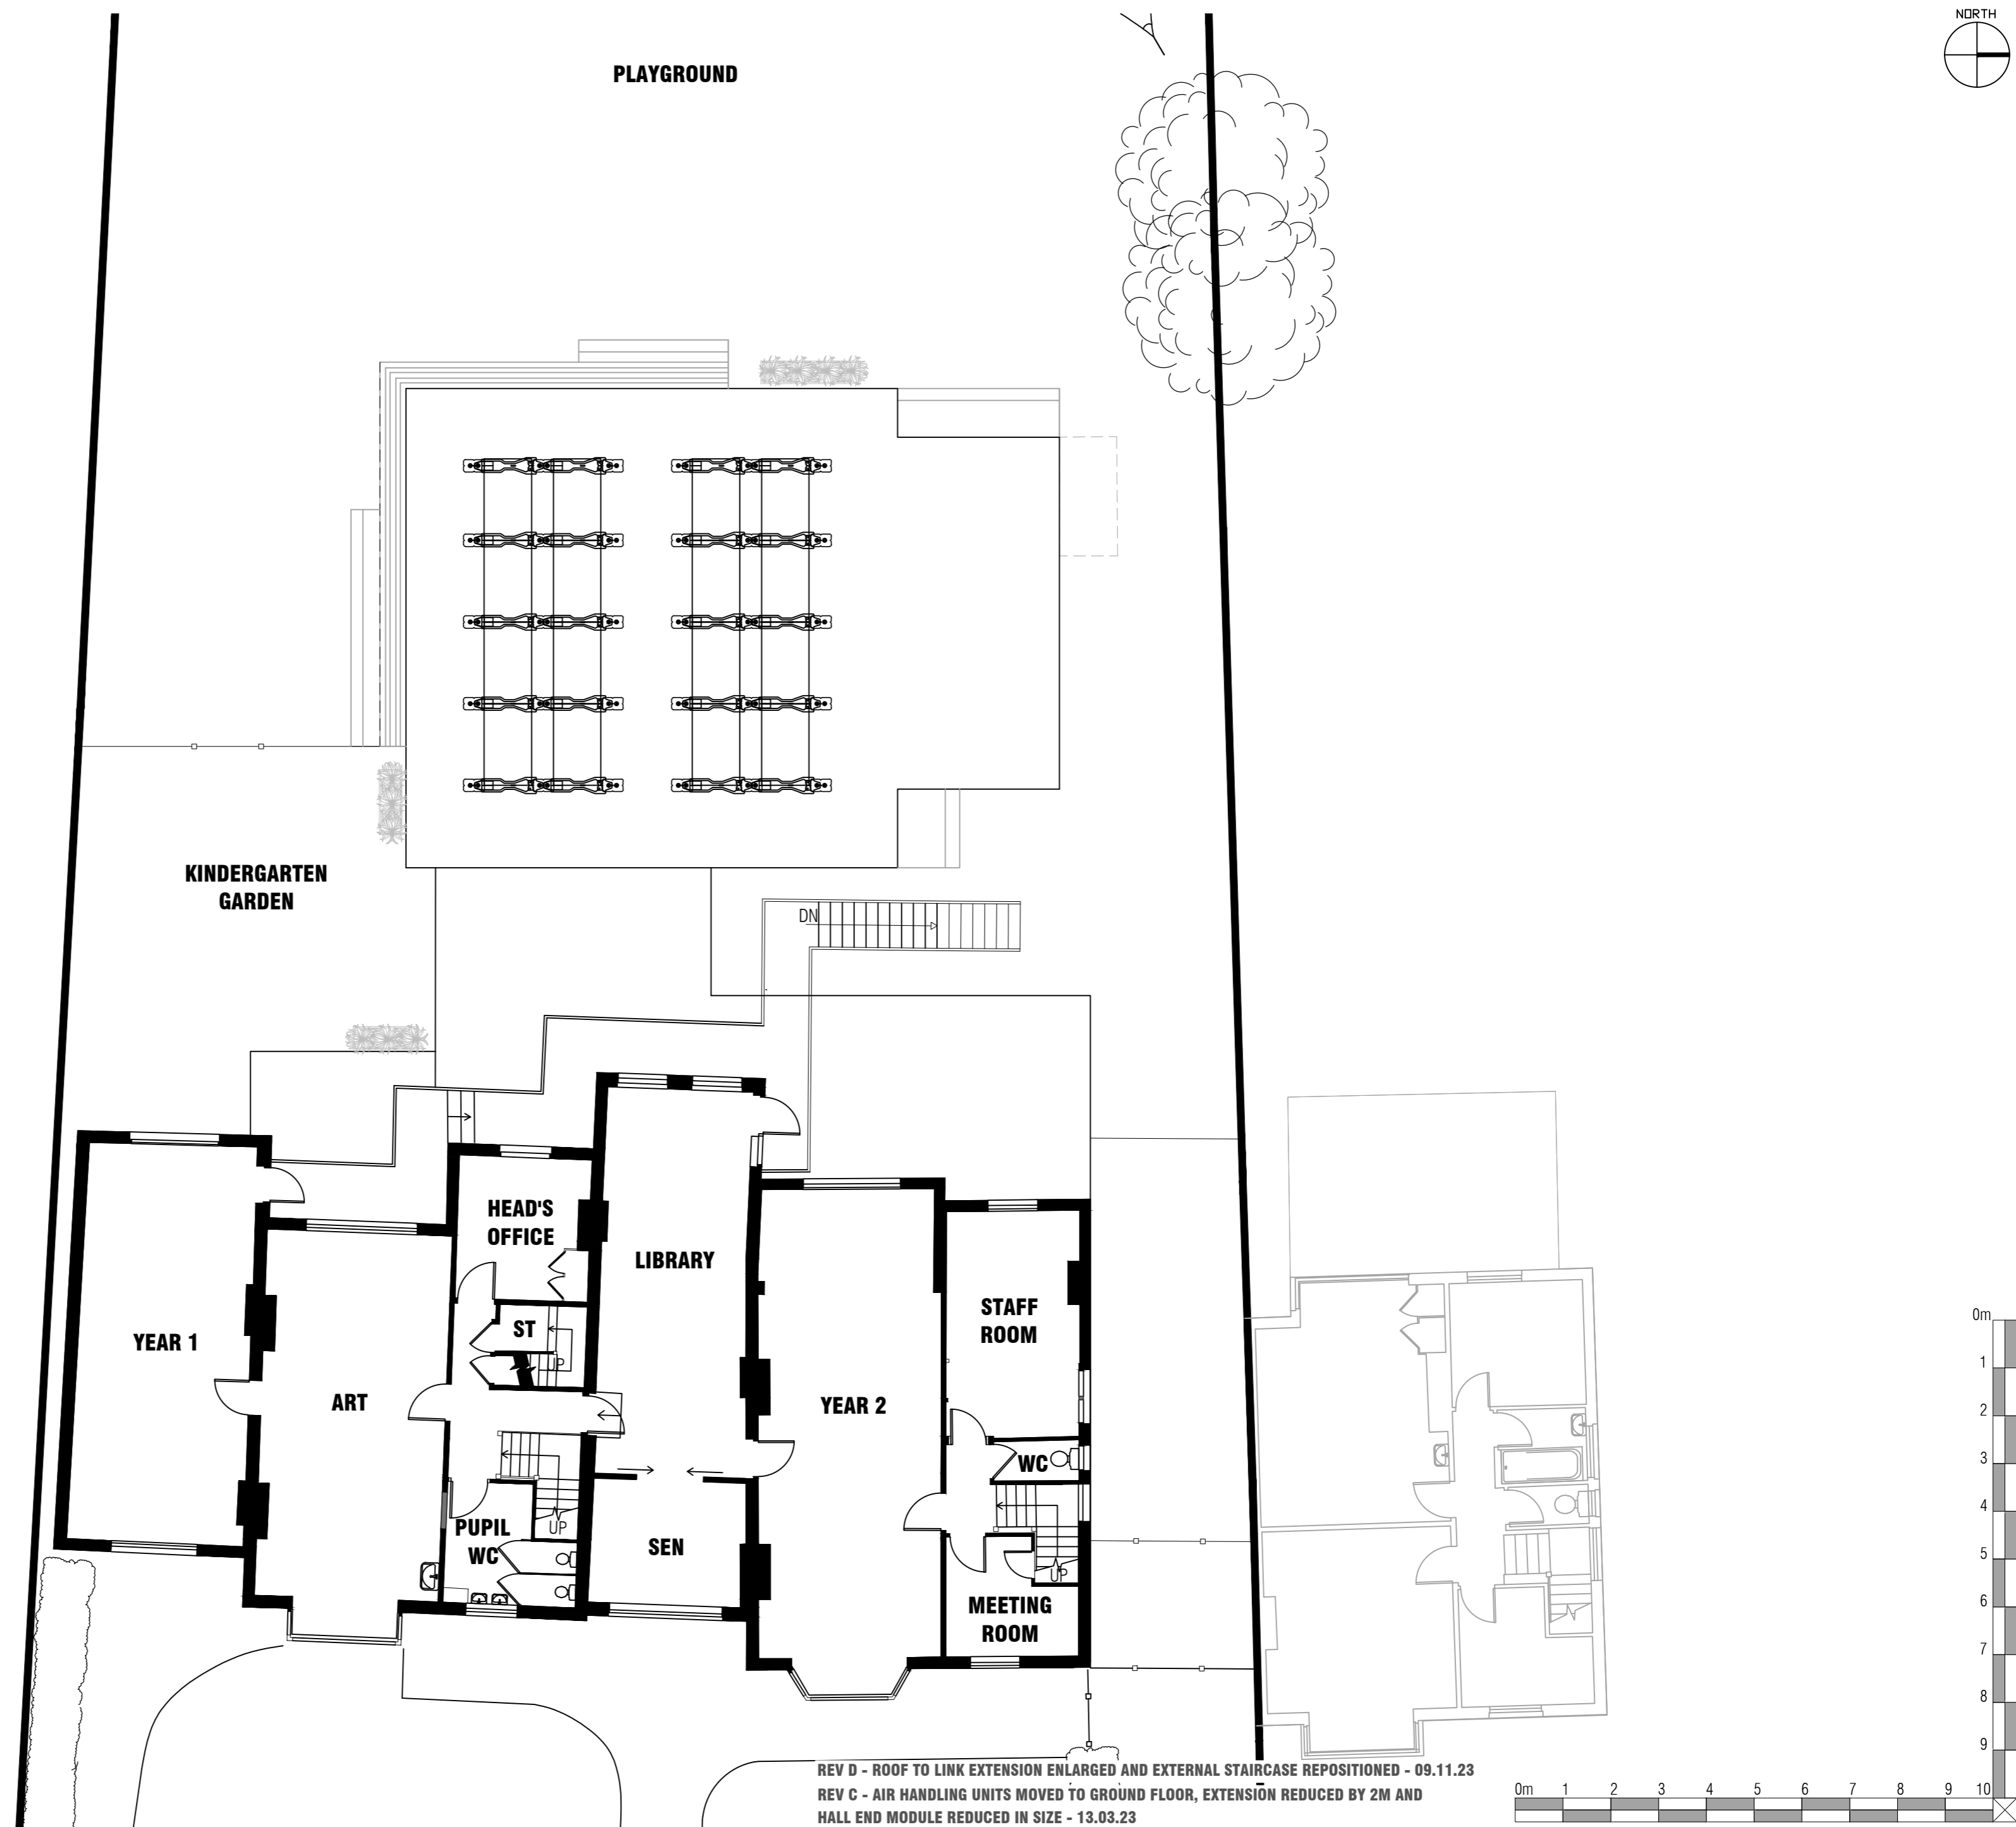 NORTH
PLAYGROUND
KINDERGARTEN
GARDEN
DN
HEAD'S
OFFICE
LIBRARY
STAFF
ROOM
ST
UP
YEAR 1
ART
YEAR 2
WC
PUPIL
WC
UP
SEN
UP
MEETING
ROOM
REV D - ROOF TO LINK EXTENSION ENLARGED AND EXTERNAL STAIRCASE REPOSITIONED - 09.11.23
REV C - AIR HANDLING UNITS MOVED TO GROUND FLOOR, EXTENSION REDUCED BY 2M AND
HALL END MODULE REDUCED IN SIZE - 13.03.23
0m
1
2
3
4
5
6
7
8
9
0m 1 2 3 4 5 6 7 8 9 10